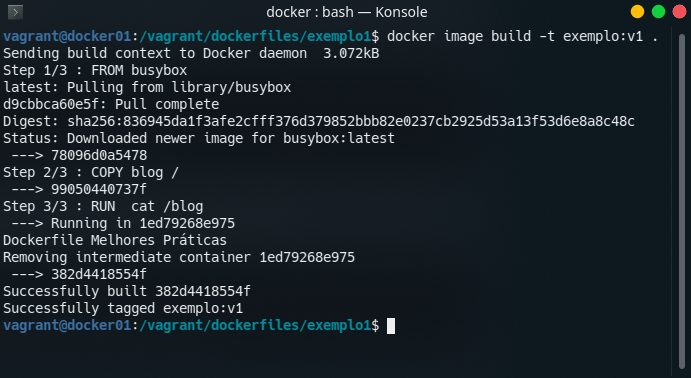 docker : bash — Konsole
vagrant@docker01:/vagrant/dockerfiles/exemplo1$ docker image build -t exemplo:v1 .
Sending build context to Docker daemon  3.072kB
Step 1/3 : FROM busybox
latest: Pulling from library/busybox
d9cbbca60e5f: Pull complete
Digest: sha256:836945da1f3afe2cfff376d379852bbb82e0237cb2925d53a13f53d6e8a8c48c
Status: Downloaded newer image for busybox:latest
 ---> 78096d0a5478
Step 2/3 : COPY blog /
 ---> 99050440737f
Step 3/3 : RUN  cat /blog
 ---> Running in 1ed79268e975
Dockerfile Melhores Práticas
Removing intermediate container 1ed79268e975
 ---> 382d4418554f
Successfully built 382d4418554f
Successfully tagged exemplo:v1
vagrant@docker01:/vagrant/dockerfiles/exemplo1$